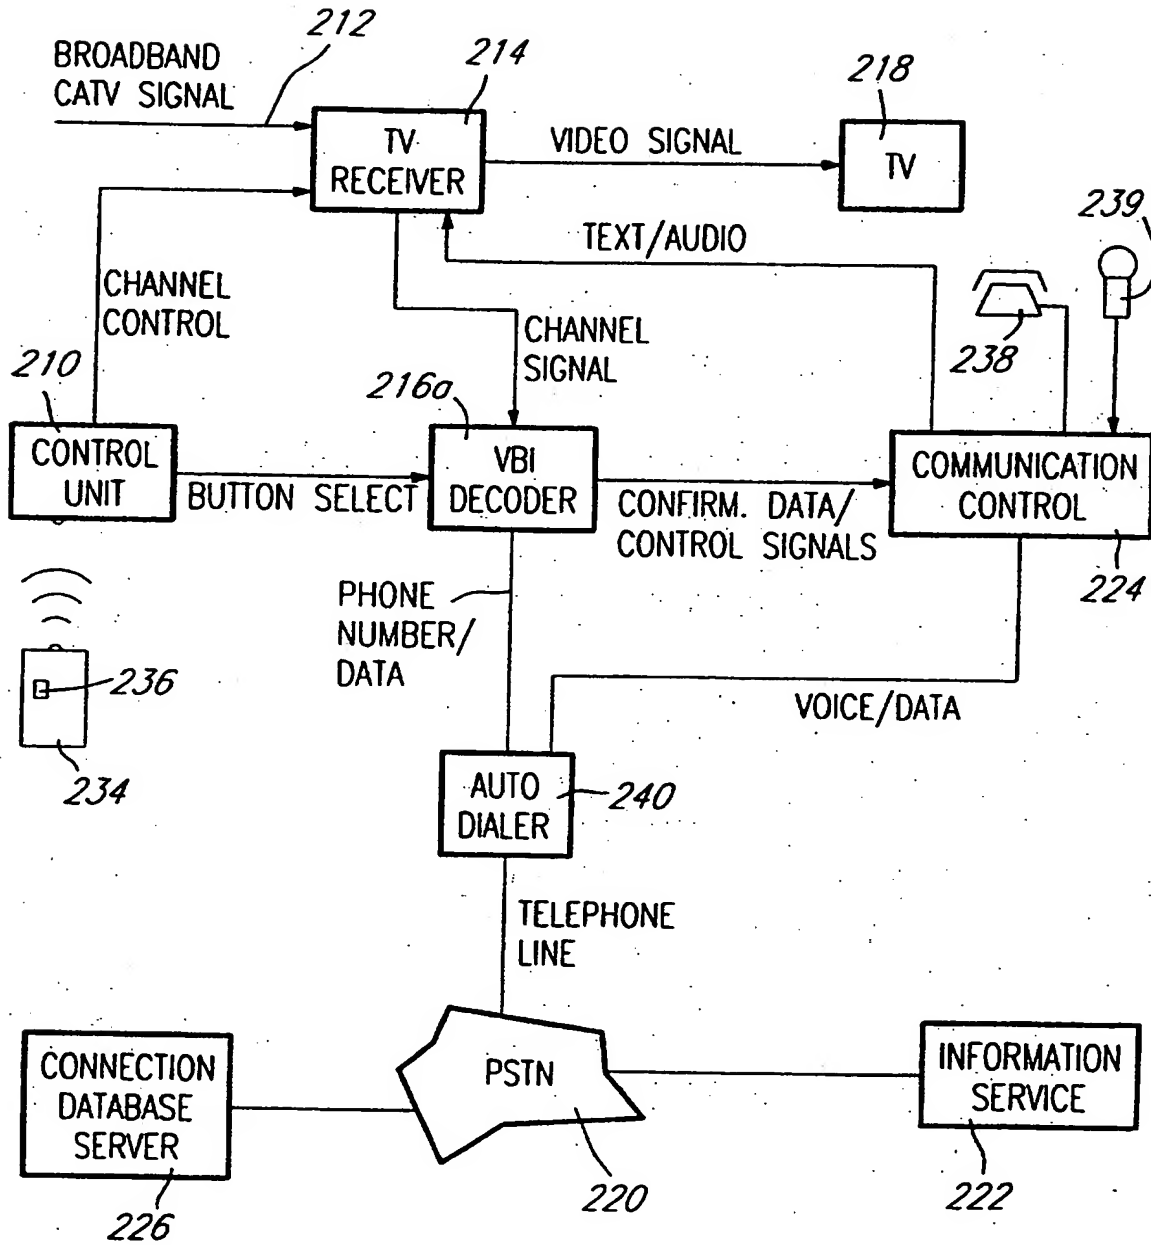 212
BROADBAND
CATV SIGNAL
214
218
TV
RECEIVER
VIDEO SIGNAL
TV
239
TEXT/AUDIO
CHANNEL
CONTROL
238
CHANNEL
SIGNAL
210
216a
CONTROL
UNIT
BUTTON SELECT
VBI
DECODER
CONFIRM. DATA/
CONTROL SIGNALS
COMMUNICATION
CONTROL
224
PHONE
NUMBER/
DATA
236
234
VOICE/DATA
AUTO
DIALER
240
TELEPHONE
LINE
CONNECTION
DATABASE
SERVER
226
PSTN
220
INFORMATION
SERVICE
222